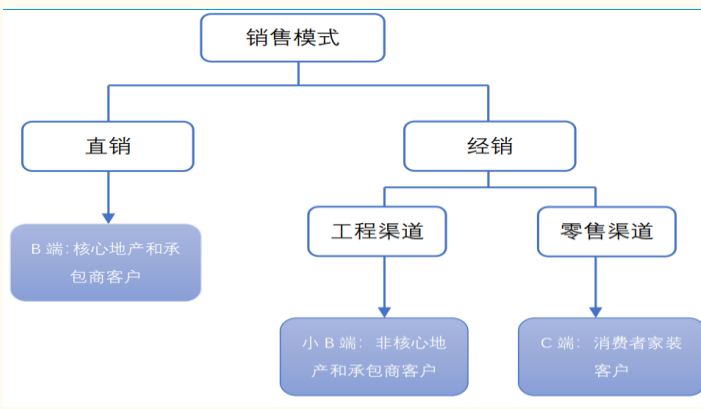 销售模式
直销
经销
B 端:核心地产和承
包商客户
工程渠道
零售渠道
小 B 端: 非核心地
产和承包商客户
C 端: 消费者家装
客户